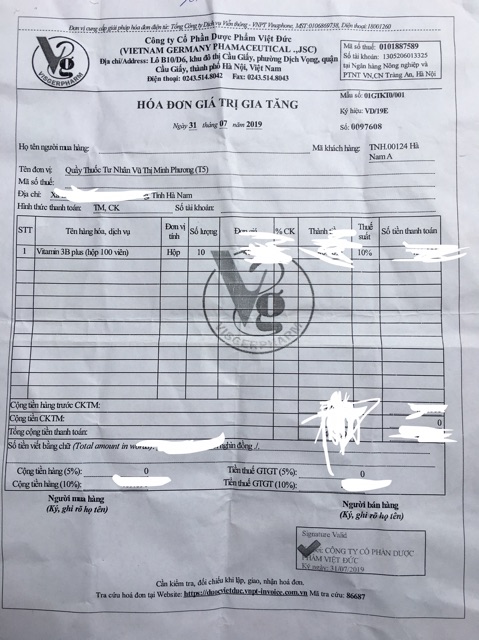 Đơn vị cung cấp giải pháp hóa đơn điện tử: Tổng Công ty Dịch vụ Viễn thông - VNPT Vinaphone, MST: 0106869738, Điện thoại: 18001260
Công ty Cổ Phần Dược Phẩm Việt Đức
(VIETNAM GERMANY PHAMACEUTICAL .,JSC)
Địa chỉ/Address: Lô B10/D6, khu đô thị Cầu Giấy, phường Dịch Vọng, quận
Cầu Giấy, thành phố Hà Nội, Việt Nam
Điện thoại: 0243.514.8042 Fax: 0243.514.8043
VISGERPHARM
Mã số thuế: 0101887589
Số tài khoản: 1305206013325
tại Ngân hàng Nông nghiệp và
PTNT VN,CN Tràng An, Hà Nội
HÓA ĐƠN GIÁ TRỊ GIA TĂNG
Ngày 31 tháng 07 năm 2019
Mẫu số: 01GTKT0/001
Ký hiệu: VD/19E
Số: 0097608
Họ tên người mua hàng:
Mã khách hàng: TNH.00124 Hà
Nam A
Tên đơn vị: Quầy Thuốc Tư Nhân Vũ Thị Minh Phương (T5)
Mã số thuế:
Địa chỉ: Tỉnh Hà Nam
Hình thức thanh toán: TM, CK Số tài khoản:
STT Tên hàng hóa, dịch vụ Đơn vị tính Số lượng % CK Thuế suất Số tiền thanh toán
1 Vitamin 3B plus (hộp 100 viên) Hộp 10 10%
Vg
VISGERPHARM
Cộng tiền hàng trước CKTM:
Cộng tiền CKTM: 0
Tổng cộng tiền thanh toán:
Số tiền viết bằng chữ (Total amount in words): nghìn đồng ./.
Cộng tiền hàng (5%): 0 Tiền thuế GTGT (5%): 0
Cộng tiền hàng (10%): Tiền thuế GTGT (10%):
Người mua hàng Người bán hàng
(Ký, ghi rõ họ tên) (Ký, ghi rõ họ tên)
Signature Valid
CÔNG TY CỔ PHẦN DƯỢC
PHẨM VIỆT ĐỨC
Ký ngày: 31/07/2019
Cần kiểm tra, đối chiếu khi lập, giao, nhận hoá đơn.
Tra cứu hoá đơn tại Website: https://duocvietduc.vnpt-invoice.com.vn Mã tra cứu: 86687